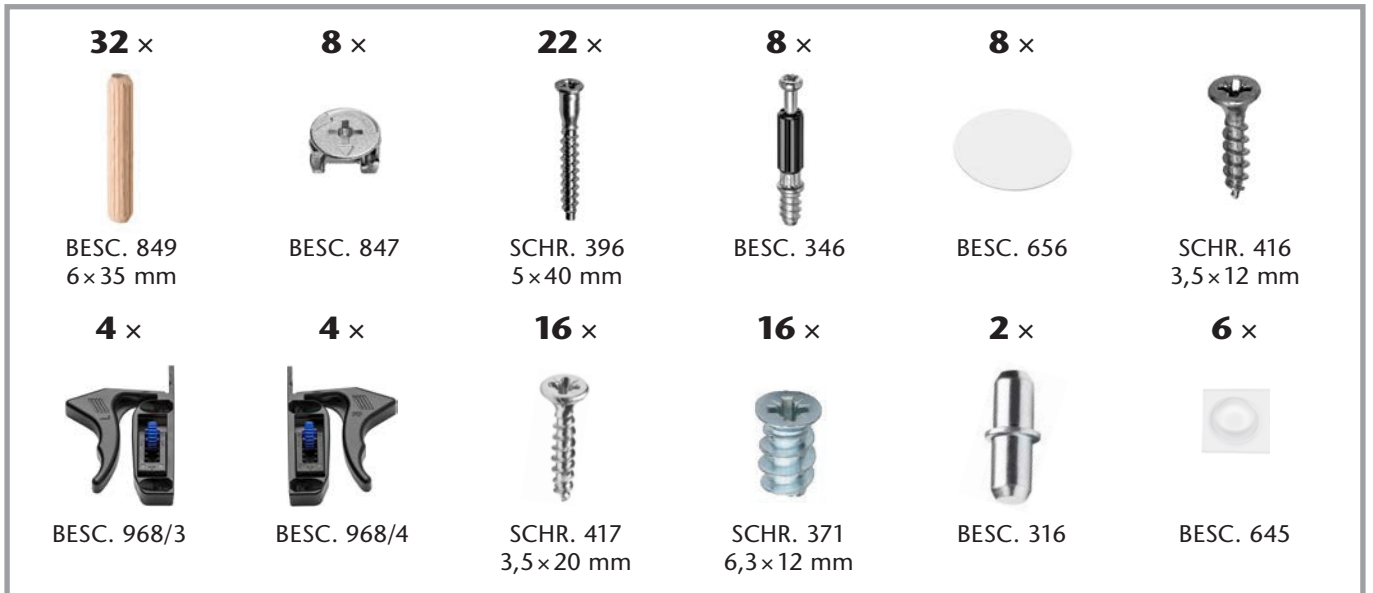 32 × 8 × 22 × 8 × 8 ×
BESC. 849 BESC. 847 SCHR. 396 BESC. 346 BESC. 656 SCHR. 416
6×35 mm 5×40 mm 3,5×12 mm
4 × 4 × 16 × 16 × 2 × 6 ×
BESC. 968/3 BESC. 968/4 SCHR. 417 SCHR. 371 BESC. 316 BESC. 645
3,5×20 mm 6,3×12 mm